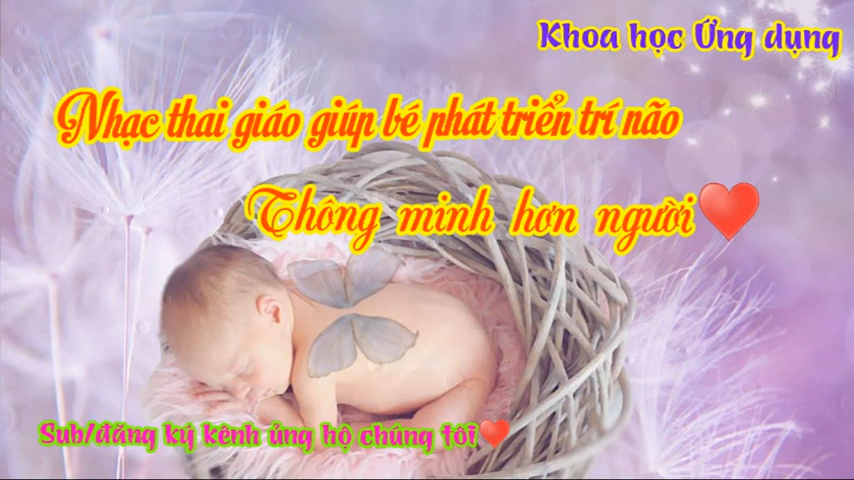 Khoa học Ứng dụng
Nhạc thai giáo giúp bé phát triển trí não
Thông minh hơn người❤️
Sub/đăng ký kênh ủng hộ chúng tôi❤️